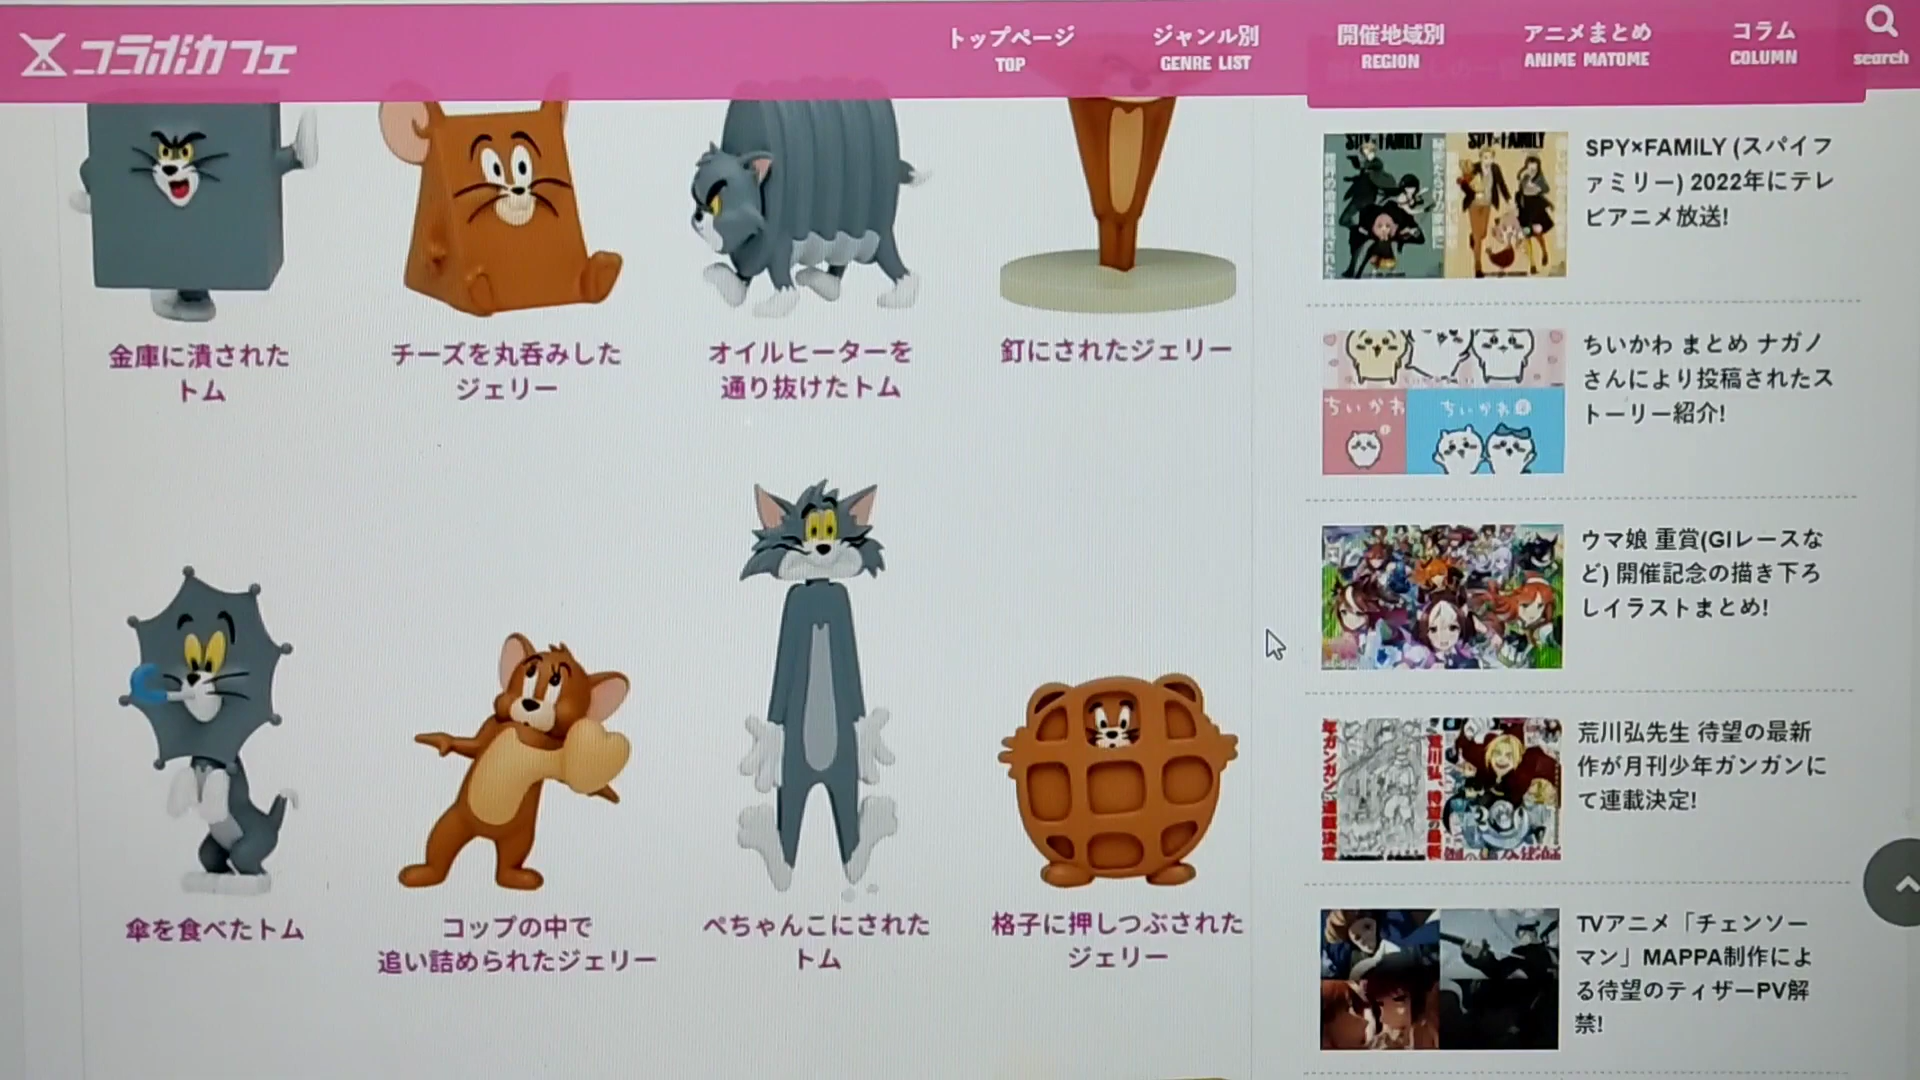 コラボカフェ
トップページ
TOP
ジャンル別
GENRE LIST
開催地域別
REGION
アニメまとめ
ANIME MATOME
コラム
COLUMN
search
金庫に潰された
トム
チーズを丸呑みした
ジェリー
オイルヒーターを
通り抜けたトム
釘にされたジェリー
傘を食べたトム
コップの中で
追い詰められたジェリー
ぺちゃんこにされた
トム
格子に押しつぶされた
ジェリー
SPY×FAMILY
SPY×FAMILY
SPY×FAMILY (スパイフ
ァミリー) 2022年にテレ
ビアニメ放送!
ちいかわ
ちいかわ
ちいかわ まとめ ナガノ
さんにより投稿されたス
トーリー紹介!
ウマ娘 重賞(GIレースな
ど) 開催記念の描き下ろ
しイラストまとめ!
荒川弘先生 待望の最新
作が月刊少年ガンガンに
て連載決定!
TVアニメ「チェンソー
マン」MAPPA制作によ
る待望のティザーPV解
禁!